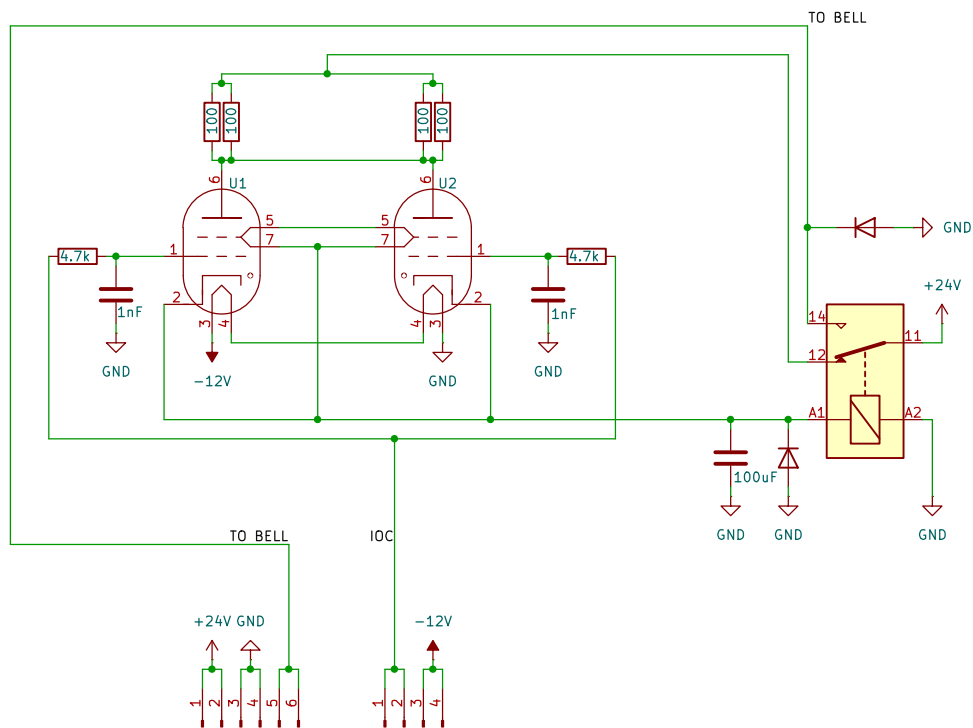 TO BELL
100
100
100
100
6
U1
6
U2
5
5
7
7
GND
4.7k
1
1
4.7k
+24V
2
1nF
2
1nF
14
3
4
4
3
11
12
GND
-12V
GND
GND
A1
A2
100uF
GND
GND
GND
TO BELL
IOC
+24V
GND
-12V
1
2
3
4
5
6
1
2
3
4